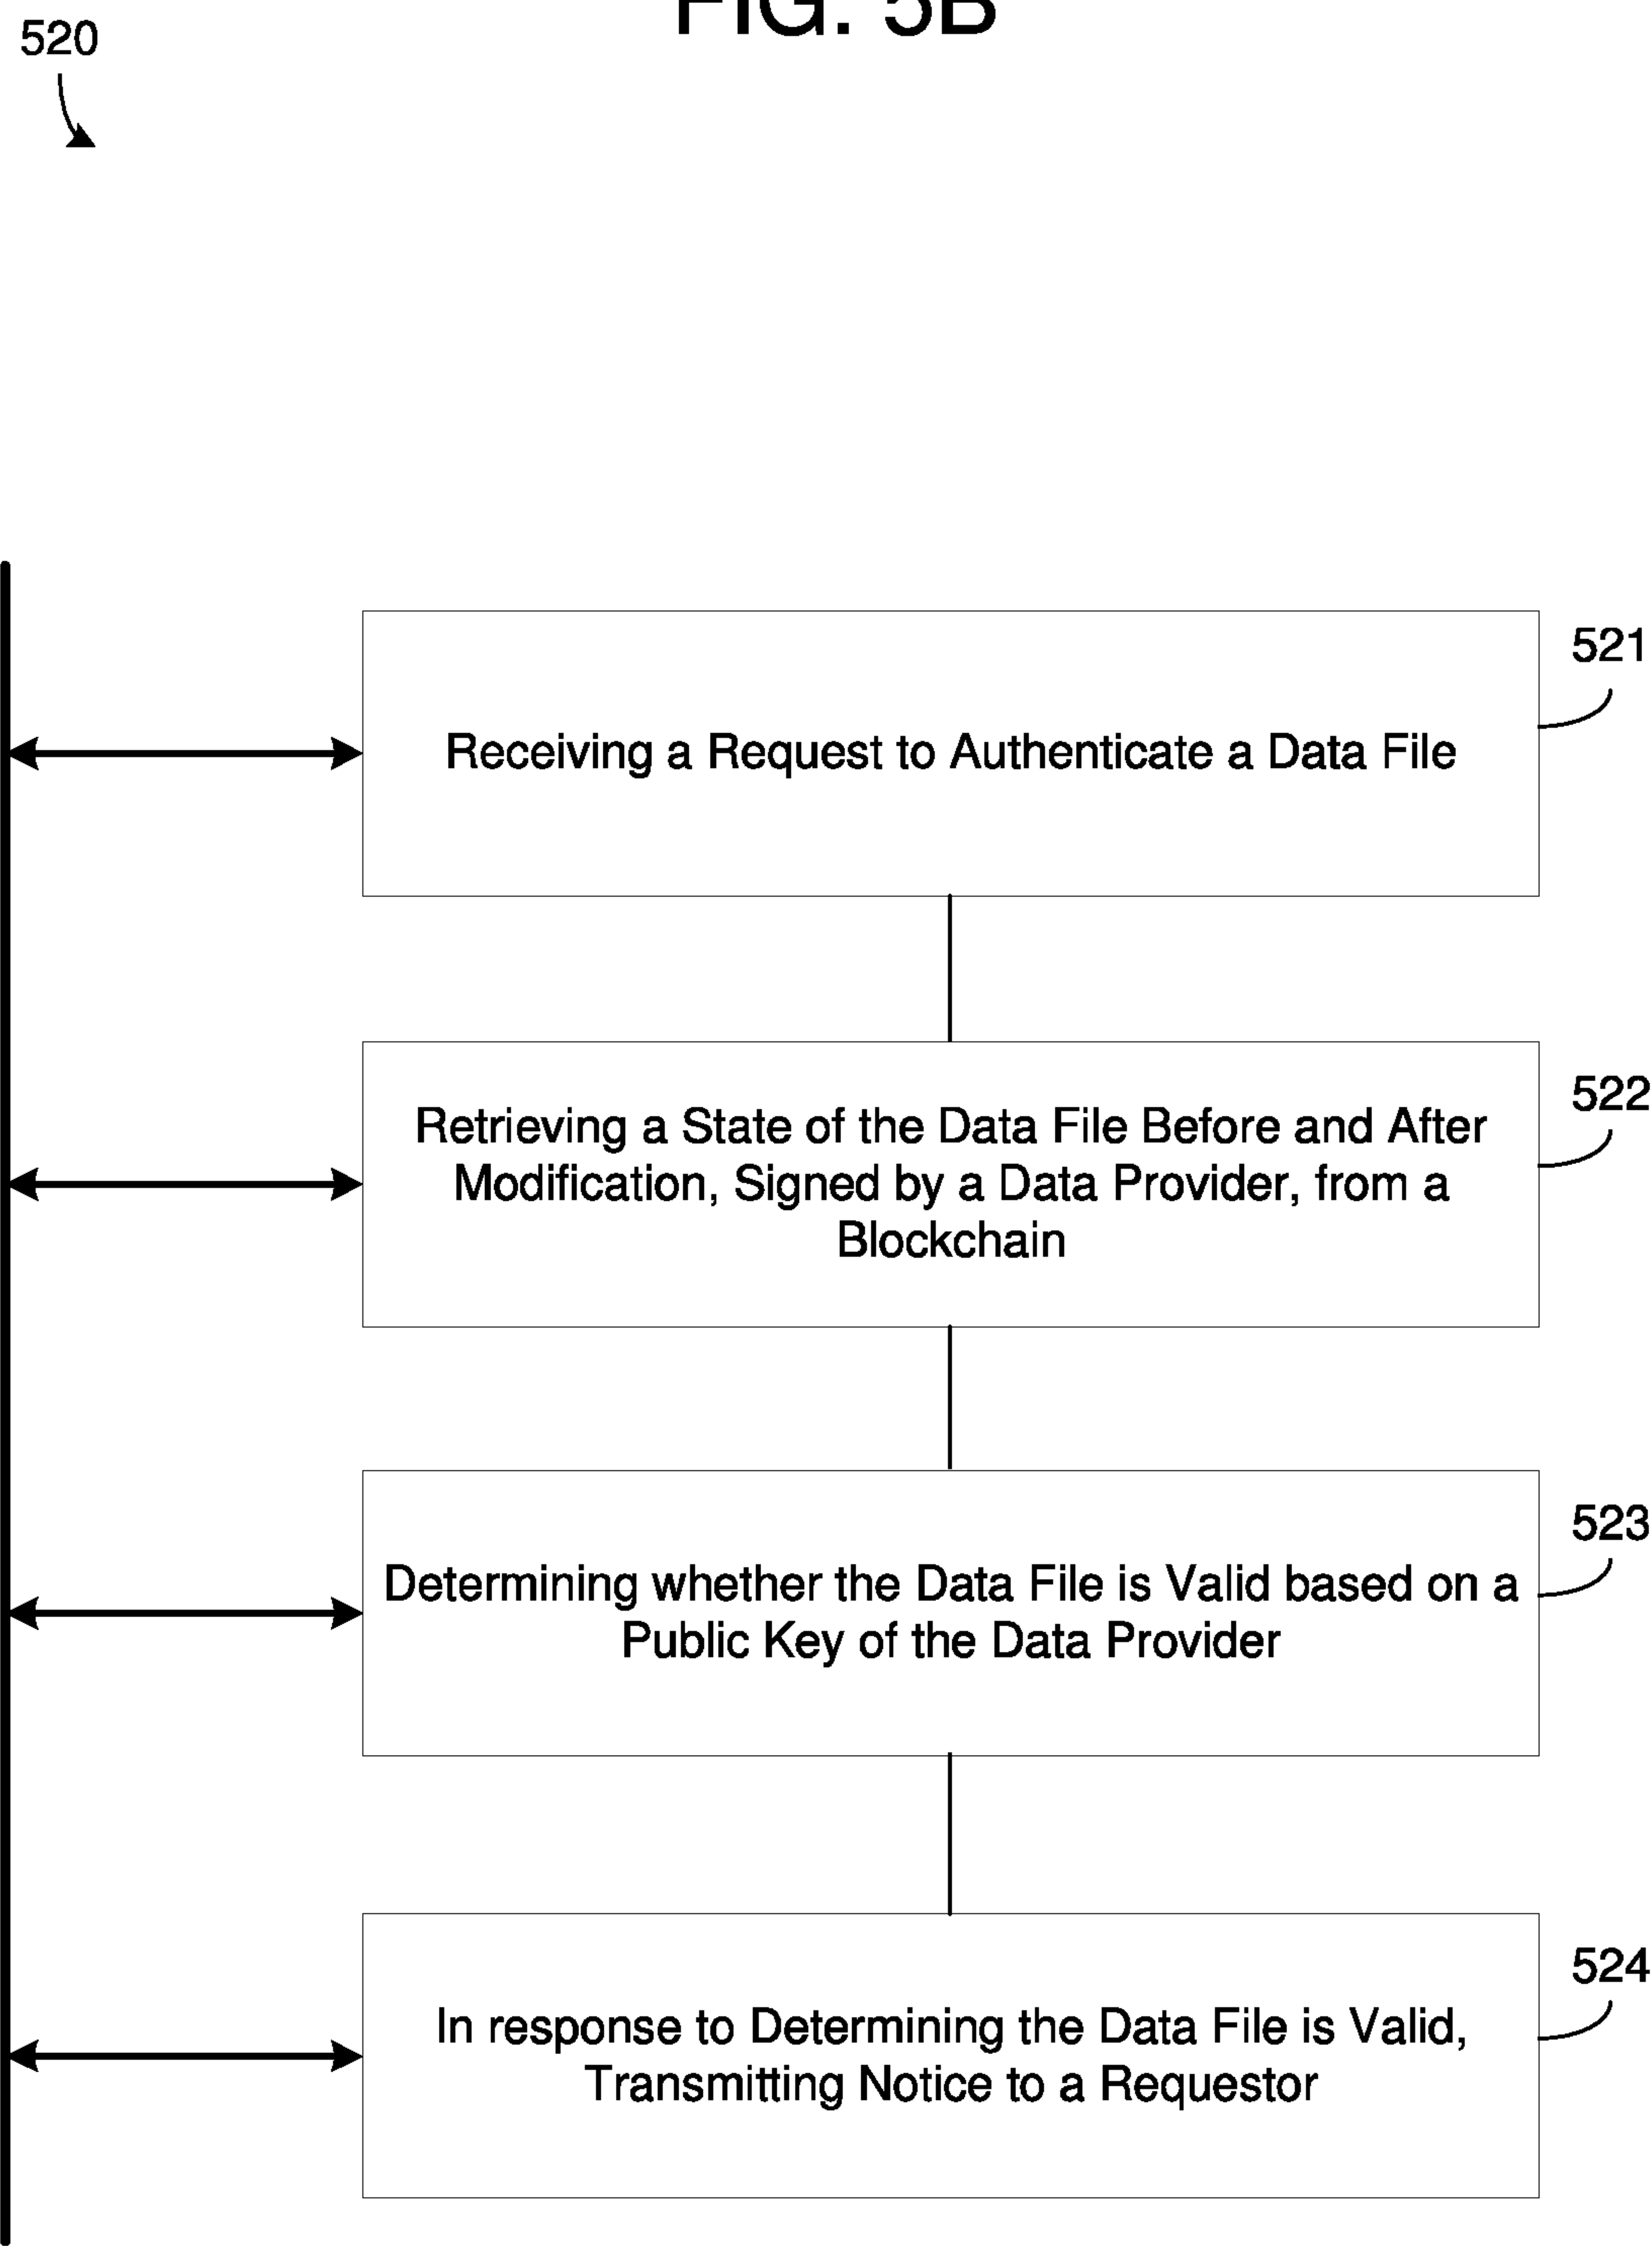 FIG. 5B
520
521
Receiving a Request to Authenticate a Data File
522
Retrieving a State of the Data File Before and After
Modification, Signed by a Data Provider, from a
Blockchain
523
Determining whether the Data File is Valid based on a
Public Key of the Data Provider
524
In response to Determining the Data File is Valid,
Transmitting Notice to a Requestor